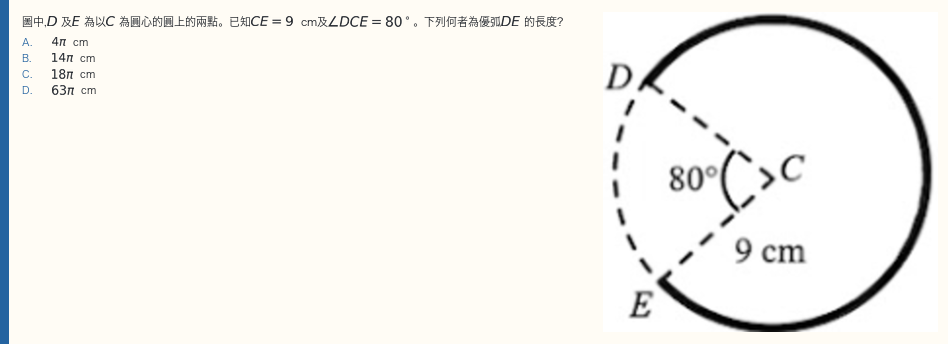 圖中,D 及E 為以C 為圓心的圓上的兩點。已知CE = 9 cm及∠DCE = 80°。下列何者為優弧DE 的長度?
A. 4π cm
B. 14π cm
C. 18π cm
D. 63π cm
D
80°
C
9 cm
E